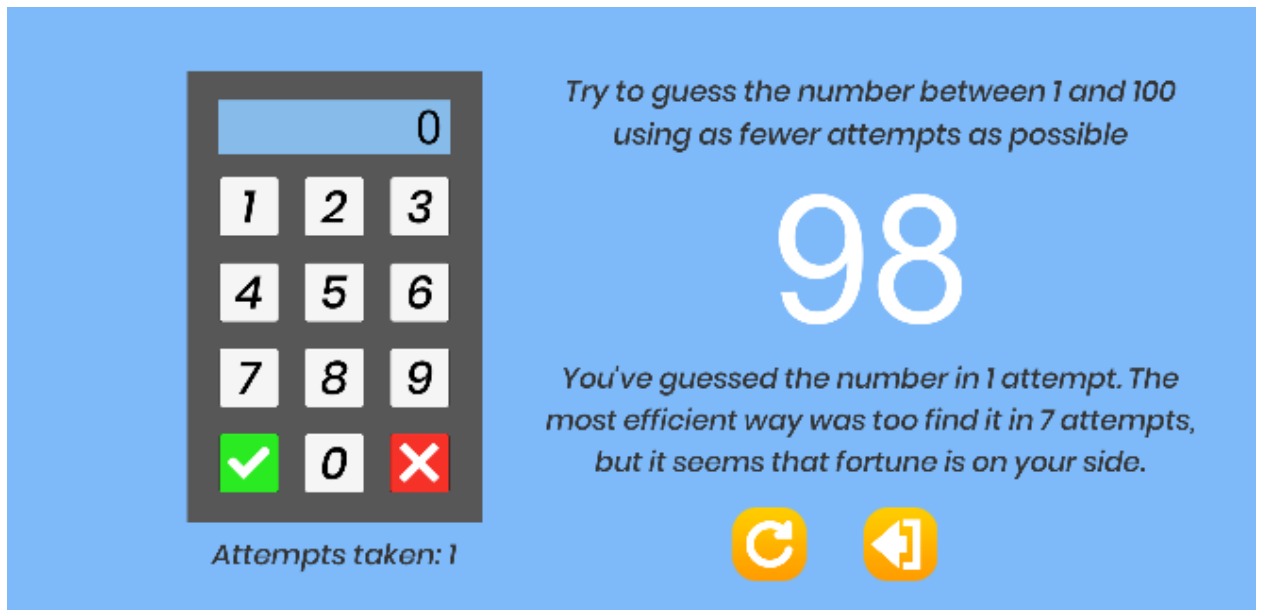 0
1 2 3
4 5 6
7 8 9
0
Attempts taken: 1
Try to guess the number between 1 and 100
using as fewer attempts as possible
98
You've guessed the number in 1 attempt. The
most efficient way was too find it in 7 attempts,
but it seems that fortune is on your side.